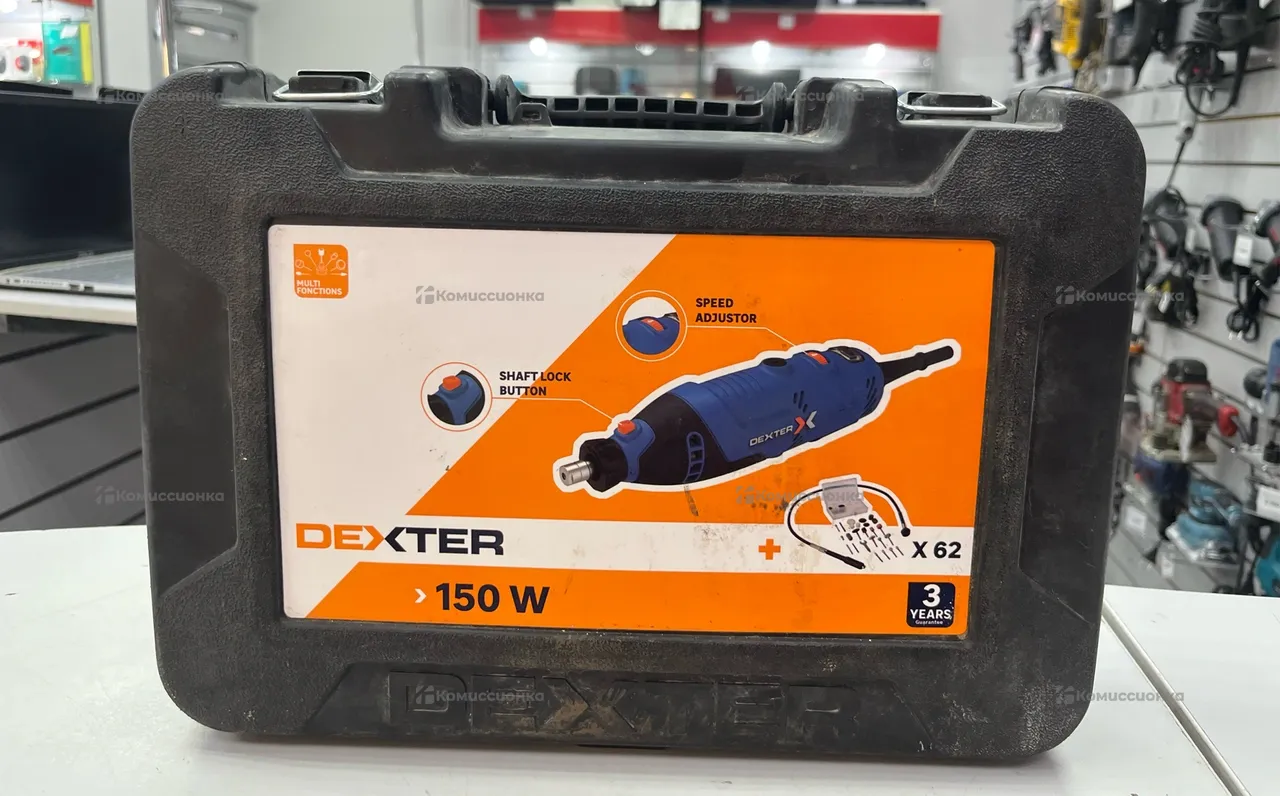 Комиссионка
Комиссионка
MULTI
FONCTIONS
Комиссионка
Комиссионка
SPEED
ADJUSTOR
SHAFT LOCK
BUTTON
DEXTER
Комиссионка
Комиссионка
DEXTER
+
X 62
150 W
3
YEARS
Guarantee
DEXTER
Комиссионка
Комиссионка